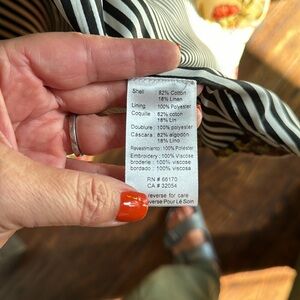 Shell : 82% Cotton
18% Linen
Lining : 100% Polyester
Coquille : 82% coton
18% Lin
Doublure : 100% polyester
Cáscara : 82% algodón
18% Lino
Revestimiento : 100% Poliéster
Embroidery : 100% Viscose
broderie : 100% viscose
bordado : 100% viscosa
RN # 66170
CA # 32054
reverse for care
verse Pour Lé Soin